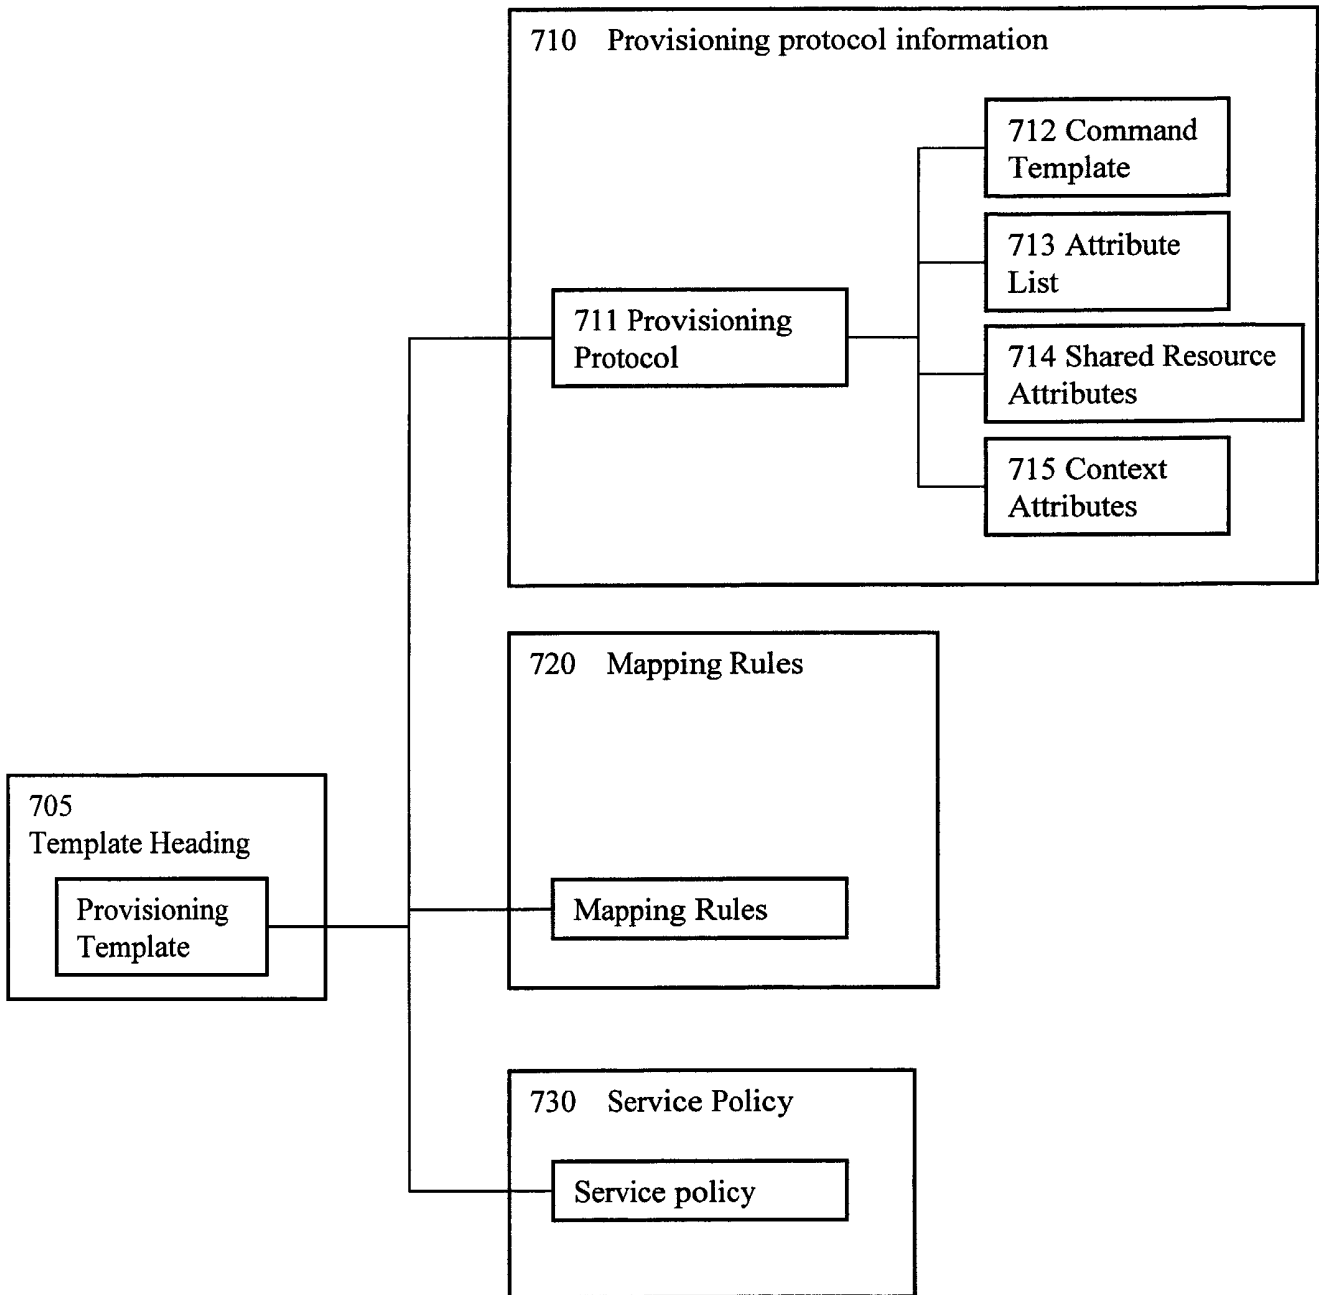 710 Provisioning protocol information
712 Command
Template
713 Attribute
List
711 Provisioning
Protocol
714 Shared Resource
Attributes
715 Context
Attributes
720 Mapping Rules
705
Template Heading
Provisioning
Template
Mapping Rules
730 Service Policy
Service policy